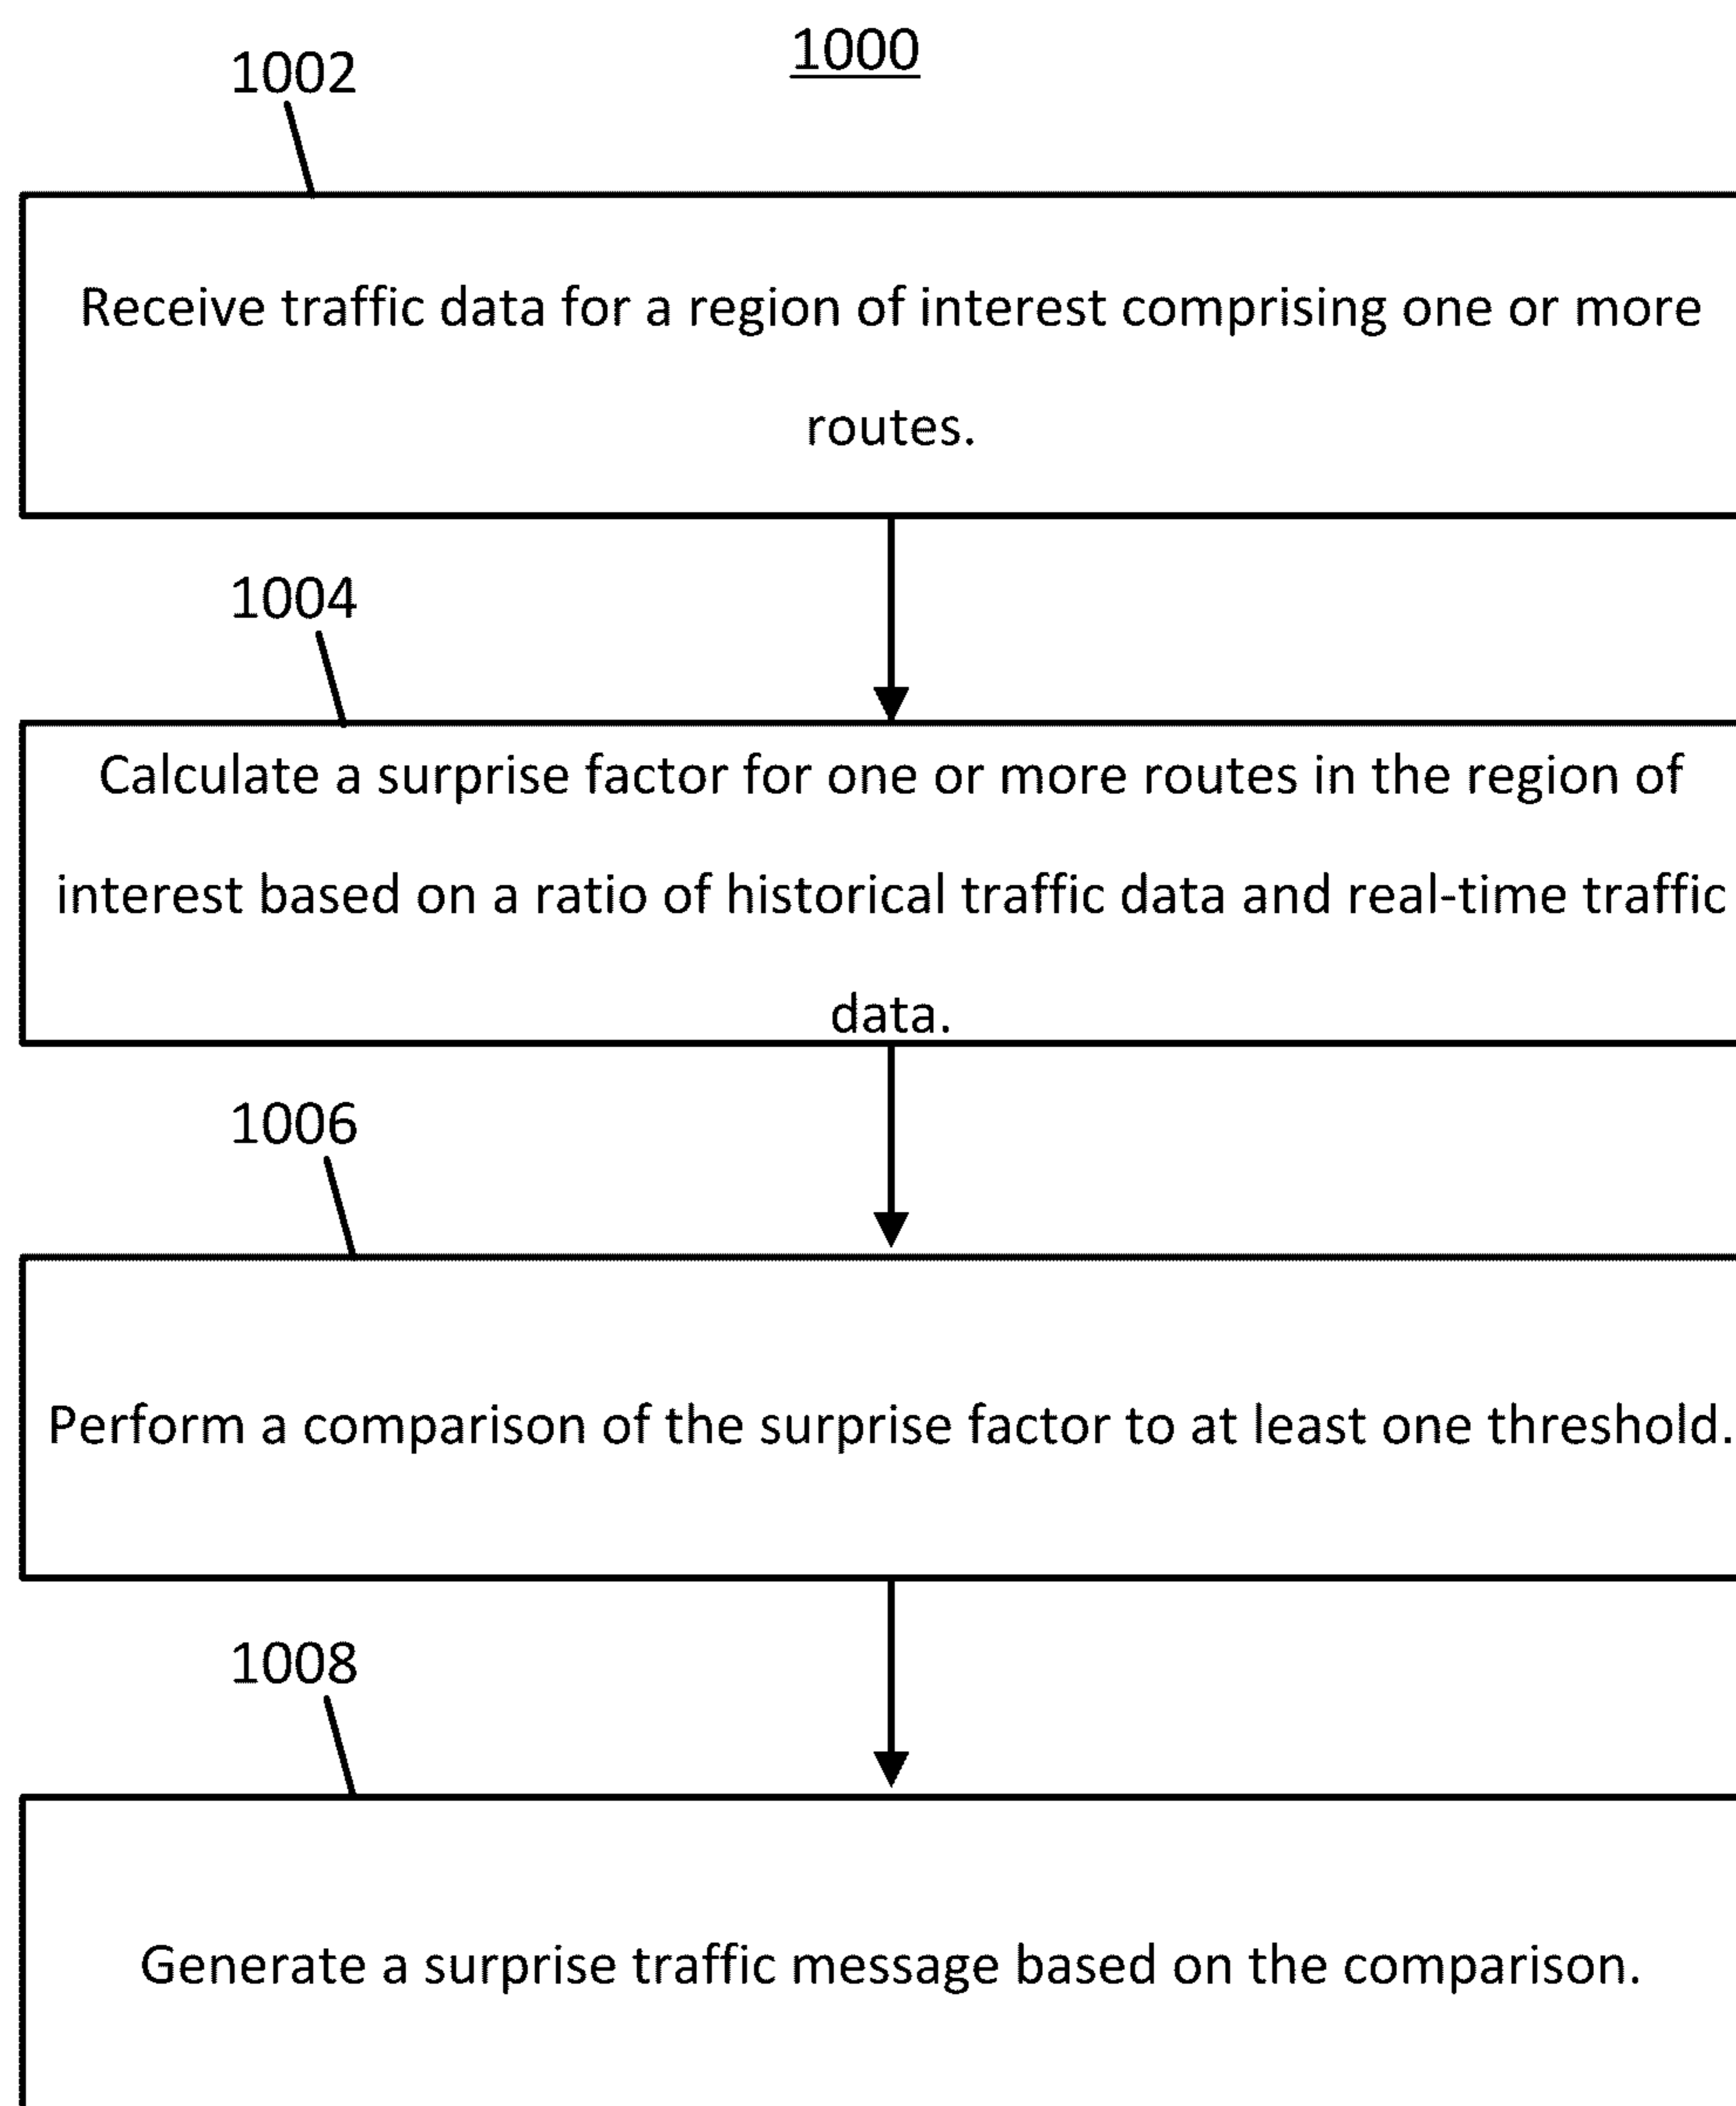 1000
1002
Receive traffic data for a region of interest comprising one or more
routes.
1004
Calculate a surprise factor for one or more routes in the region of
interest based on a ratio of historical traffic data and real-time traffic
data.
1006
Perform a comparison of the surprise factor to at least one threshold.
1008
Generate a surprise traffic message based on the comparison.